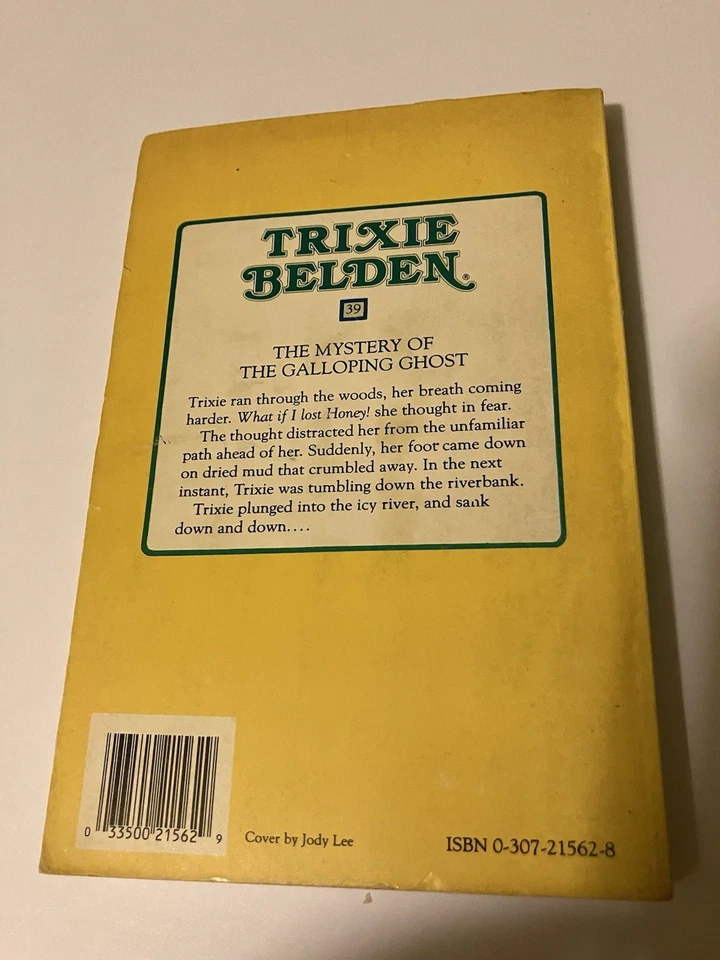 TRIXIE
BELDEN®
39
THE MYSTERY OF
THE GALLOPING GHOST
Trixie ran through the woods, her breath coming
harder. What if I lost Honey! she thought in fear.
The thought distracted her from the unfamiliar
path ahead of her. Suddenly, her foot came down
on dried mud that crumbled away. In the next
instant, Trixie was tumbling down the riverbank.
Trixie plunged into the icy river, and sank
down and down....
0 33500 21562 9
Cover by Jody Lee
ISBN 0-307-21562-8